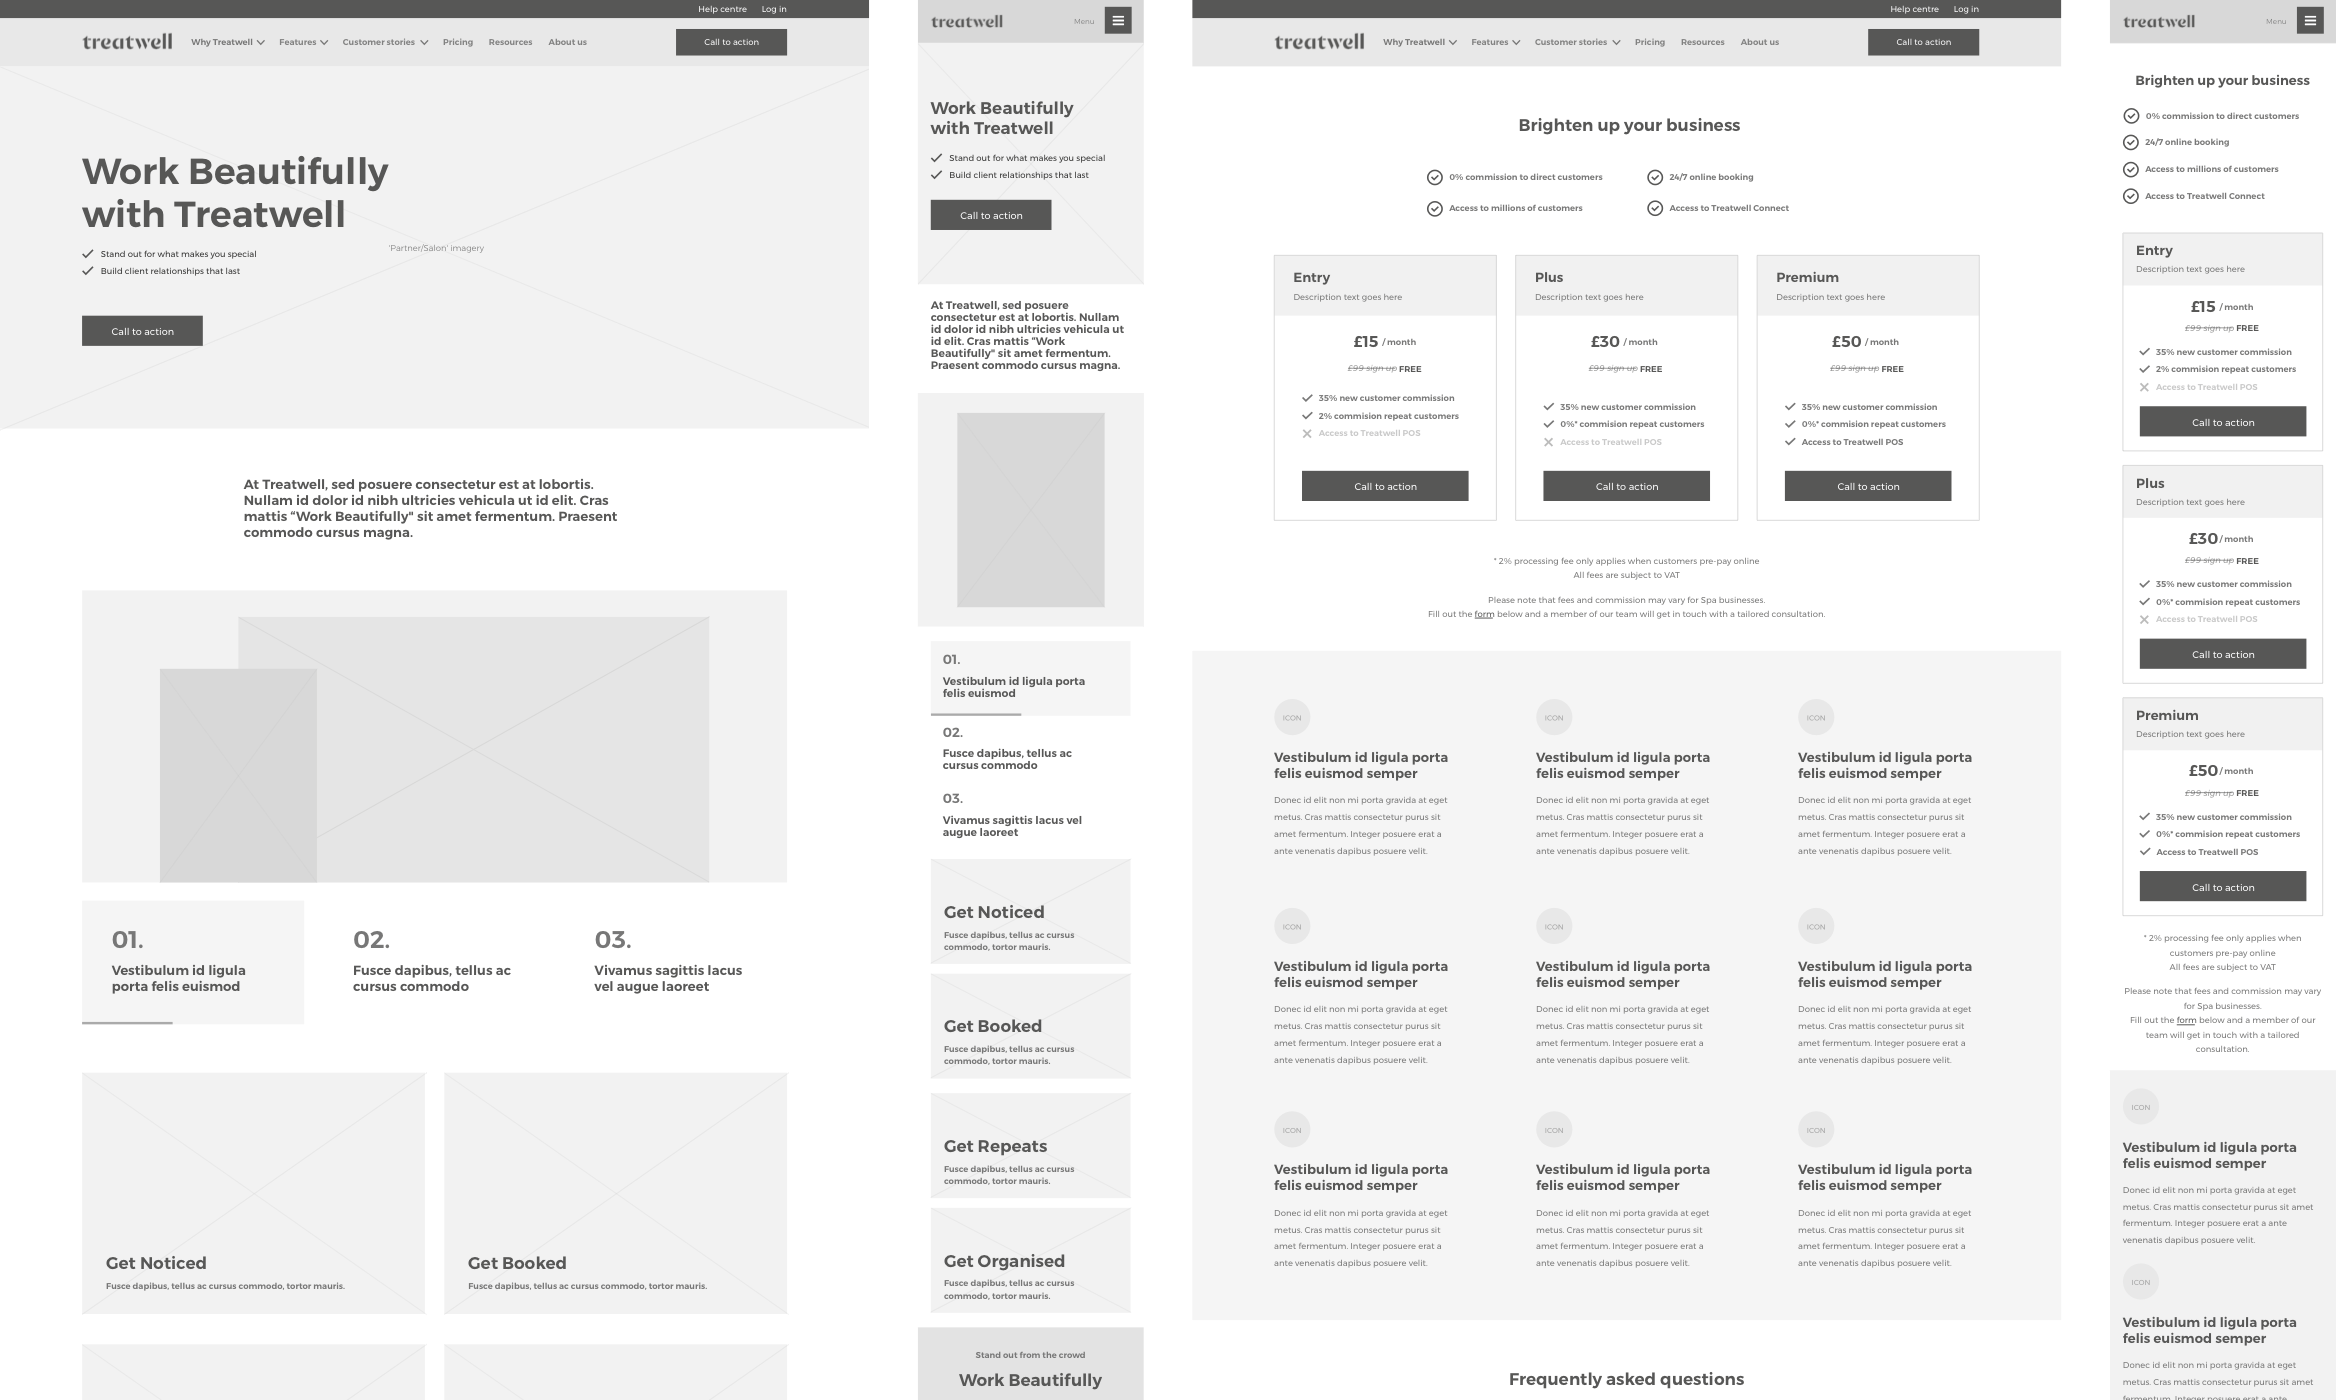 Help centre Log in
treatwell Why Treatwell Features Customer stories Pricing Resources About us Call to action
Work Beautifully
with Treatwell
Stand out for what makes you special
Build client relationships that last
'Partner/Salon' imagery
Call to action
At Treatwell, sed posuere consectetur est at lobortis.
Nullam id dolor id nibh ultricies vehicula ut id elit. Cras
mattis “Work Beautifully" sit amet fermentum. Praesent
commodo cursus magna.
01.
Vestibulum id ligula
porta felis euismod
02.
Fusce dapibus, tellus ac
cursus commodo
03.
Vivamus sagittis lacus
vel augue laoreet
Get Noticed
Fusce dapibus, tellus ac cursus commodo, tortor mauris.
Get Booked
Fusce dapibus, tellus ac cursus commodo, tortor mauris.
treatwell Menu
Work Beautifully
with Treatwell
Stand out for what makes you special
Build client relationships that last
Call to action
At Treatwell, sed posuere
consectetur est at lobortis. Nullam
id dolor id nibh ultricies vehicula ut
id elit. Cras mattis “Work
Beautifully" sit amet fermentum.
Praesent commodo cursus magna.
01.
Vestibulum id ligula porta
felis euismod
02.
Fusce dapibus, tellus ac
cursus commodo
03.
Vivamus sagittis lacus vel
augue laoreet
Get Noticed
Fusce dapibus, tellus ac cursus
commodo, tortor mauris.
Get Booked
Fusce dapibus, tellus ac cursus
commodo, tortor mauris.
Get Repeats
Fusce dapibus, tellus ac cursus
commodo, tortor mauris.
Get Organised
Fusce dapibus, tellus ac cursus
commodo, tortor mauris.
Stand out from the crowd
Work Beautifully
Help centre Log in
treatwell Why Treatwell Features Customer stories Pricing Resources About us Call to action
Brighten up your business
0% commission to direct customers 24/7 online booking
Access to millions of customers Access to Treatwell Connect
Entry
Description text goes here
£15 / month
£99 sign up FREE
35% new customer commission
2% commision repeat customers
Access to Treatwell POS
Call to action
Plus
Description text goes here
£30 / month
£99 sign up FREE
35% new customer commission
0%* commision repeat customers
Access to Treatwell POS
Call to action
Premium
Description text goes here
£50 / month
£99 sign up FREE
35% new customer commission
0%* commision repeat customers
Access to Treatwell POS
Call to action
* 2% processing fee only applies when customers pre-pay online
All fees are subject to VAT
Please note that fees and commission may vary for Spa businesses.
Fill out the form below and a member of our team will get in touch with a tailored consultation.
ICON
Vestibulum id ligula porta
felis euismod semper
Donec id elit non mi porta gravida at eget
metus. Cras mattis consectetur purus sit
amet fermentum. Integer posuere erat a
ante venenatis dapibus posuere velit.
ICON
Vestibulum id ligula porta
felis euismod semper
Donec id elit non mi porta gravida at eget
metus. Cras mattis consectetur purus sit
amet fermentum. Integer posuere erat a
ante venenatis dapibus posuere velit.
ICON
Vestibulum id ligula porta
felis euismod semper
Donec id elit non mi porta gravida at eget
metus. Cras mattis consectetur purus sit
amet fermentum. Integer posuere erat a
ante venenatis dapibus posuere velit.
ICON
Vestibulum id ligula porta
felis euismod semper
Donec id elit non mi porta gravida at eget
metus. Cras mattis consectetur purus sit
amet fermentum. Integer posuere erat a
ante venenatis dapibus posuere velit.
ICON
Vestibulum id ligula porta
felis euismod semper
Donec id elit non mi porta gravida at eget
metus. Cras mattis consectetur purus sit
amet fermentum. Integer posuere erat a
ante venenatis dapibus posuere velit.
ICON
Vestibulum id ligula porta
felis euismod semper
Donec id elit non mi porta gravida at eget
metus. Cras mattis consectetur purus sit
amet fermentum. Integer posuere erat a
ante venenatis dapibus posuere velit.
ICON
Vestibulum id ligula porta
felis euismod semper
Donec id elit non mi porta gravida at eget
metus. Cras mattis consectetur purus sit
amet fermentum. Integer posuere erat a
ante venenatis dapibus posuere velit.
ICON
Vestibulum id ligula porta
felis euismod semper
Donec id elit non mi porta gravida at eget
metus. Cras mattis consectetur purus sit
amet fermentum. Integer posuere erat a
ante venenatis dapibus posuere velit.
ICON
Vestibulum id ligula porta
felis euismod semper
Donec id elit non mi porta gravida at eget
metus. Cras mattis consectetur purus sit
amet fermentum. Integer posuere erat a
ante venenatis dapibus posuere velit.
Frequently asked questions
treatwell Menu
Brighten up your business
0% commission to direct customers
24/7 online booking
Access to millions of customers
Access to Treatwell Connect
Entry
Description text goes here
£15 / month
£99 sign up FREE
35% new customer commission
2% commision repeat customers
Access to Treatwell POS
Call to action
Plus
Description text goes here
£30 / month
£99 sign up FREE
35% new customer commission
0%* commision repeat customers
Access to Treatwell POS
Call to action
Premium
Description text goes here
£50 / month
£99 sign up FREE
35% new customer commission
0%* commision repeat customers
Access to Treatwell POS
Call to action
* 2% processing fee only applies when
customers pre-pay online
All fees are subject to VAT
Please note that fees and commission may vary
for Spa businesses.
Fill out the form below and a member of our
team will get in touch with a tailored
consultation.
ICON
Vestibulum id ligula porta
felis euismod semper
Donec id elit non mi porta gravida at eget
metus. Cras mattis consectetur purus sit amet
fermentum. Integer posuere erat a ante
venenatis dapibus posuere velit.
ICON
Vestibulum id ligula porta
felis euismod semper
Donec id elit non mi porta gravida at eget
metus. Cras mattis consectetur purus sit amet
fermentum. Integer posuere erat a ante